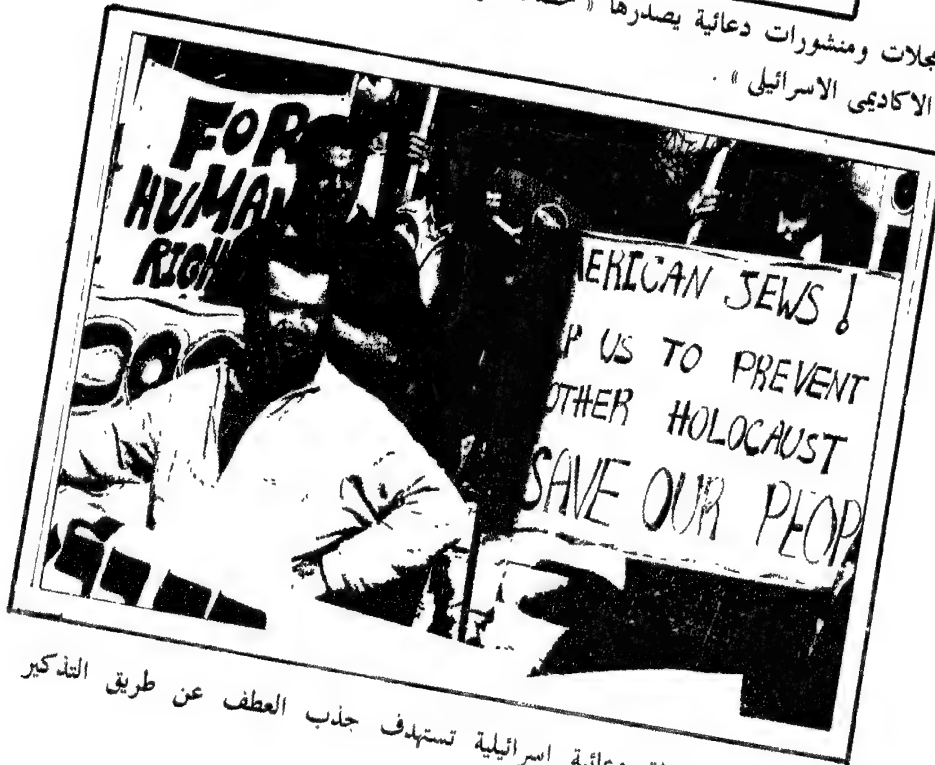 مجلات ومنشورات دعائية يصدرها «
الاكاديمى الاسرائيلى » .
FOR
HUMAN
RIGH
ERICAN JEWS!
P US TO PREVENT
OTHER HOLOCAUST
SAVE OUR PEOP
دعائية اسرائيلية تستهدف جذب العطف عن طريق التذكير